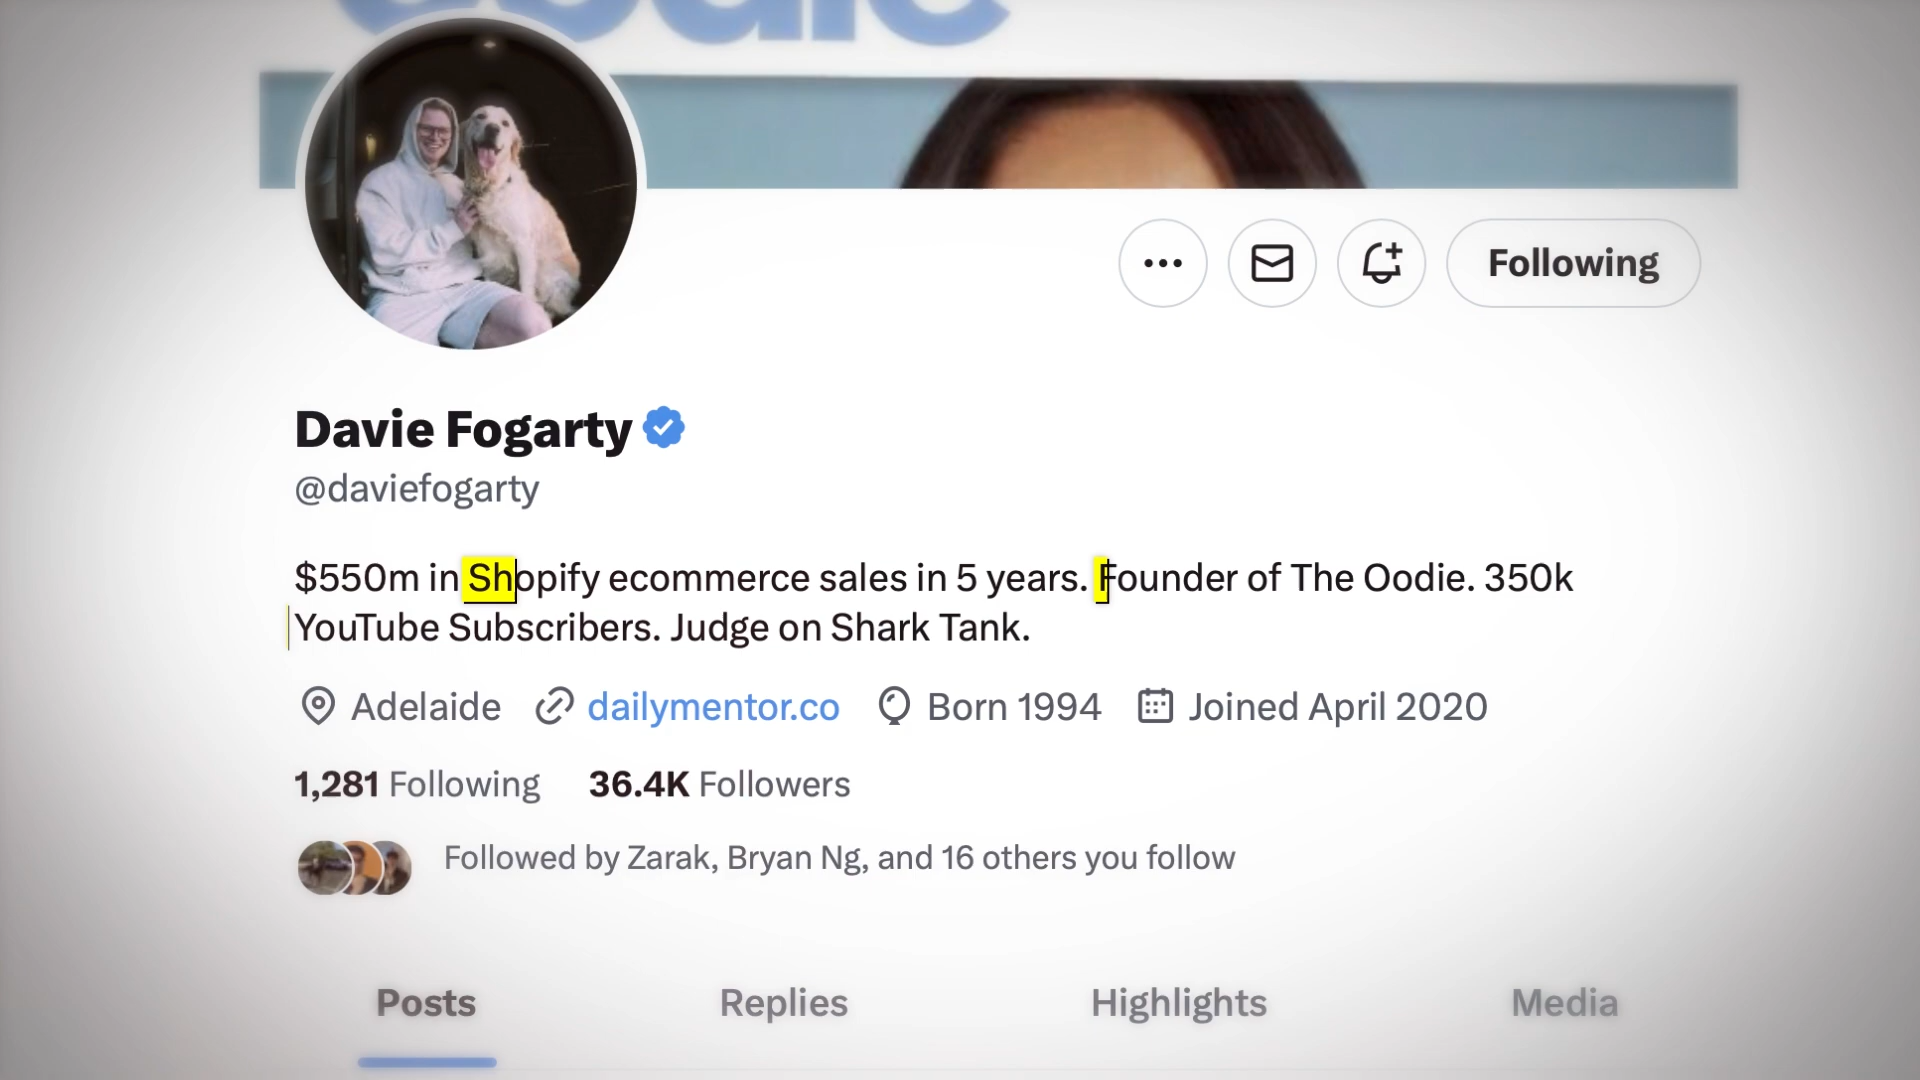 Following
Davie Fogarty
@daviefogarty
$550m in Shopify ecommerce sales in 5 years. Founder of The Oodie. 350k
YouTube Subscribers. Judge on Shark Tank.
Adelaide dailymentor.co Born 1994 Joined April 2020
1,281 Following 36.4K Followers
Followed by Zarak, Bryan Ng, and 16 others you follow
Posts Replies Highlights Media